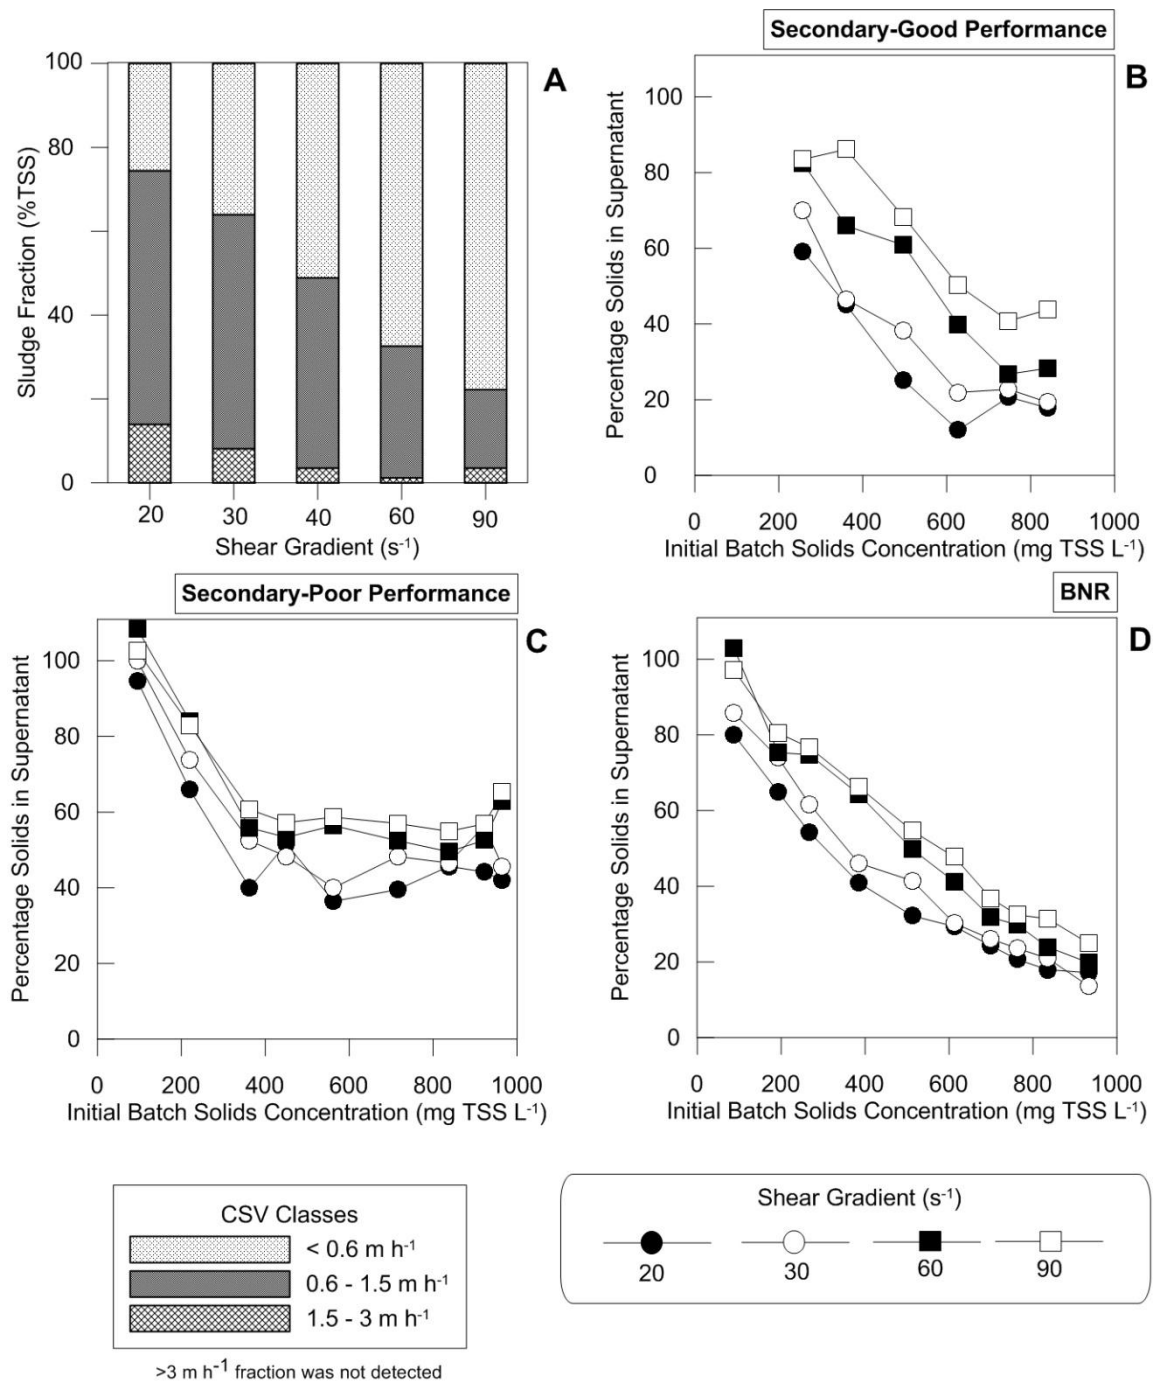 A
Sludge Fraction (%TSS)
100
80
40
0
20 30 40 60 90
Shear Gradient (s-1)
Secondary-Good Performance
B
Percentage Solids in Supernatant
100
80
60
40
20
0
0 200 400 600 800 1000
Initial Batch Solids Concentration (mg TSS L-1)
Secondary-Poor Performance
C
Percentage Solids in Supernatant
100
80
60
40
20
0
0 200 400 600 800 1000
Initial Batch Solids Concentration (mg TSS L-1)
BNR
D
Percentage Solids in Supernatant
100
80
60
40
20
0
0 200 400 600 800 1000
Initial Batch Solids Concentration (mg TSS L-1)
CSV Classes
< 0.6 m h-1
0.6 - 1.5 m h-1
1.5 - 3 m h-1
>3 m h-1 fraction was not detected
Shear Gradient (s-1)
20 30 60 90